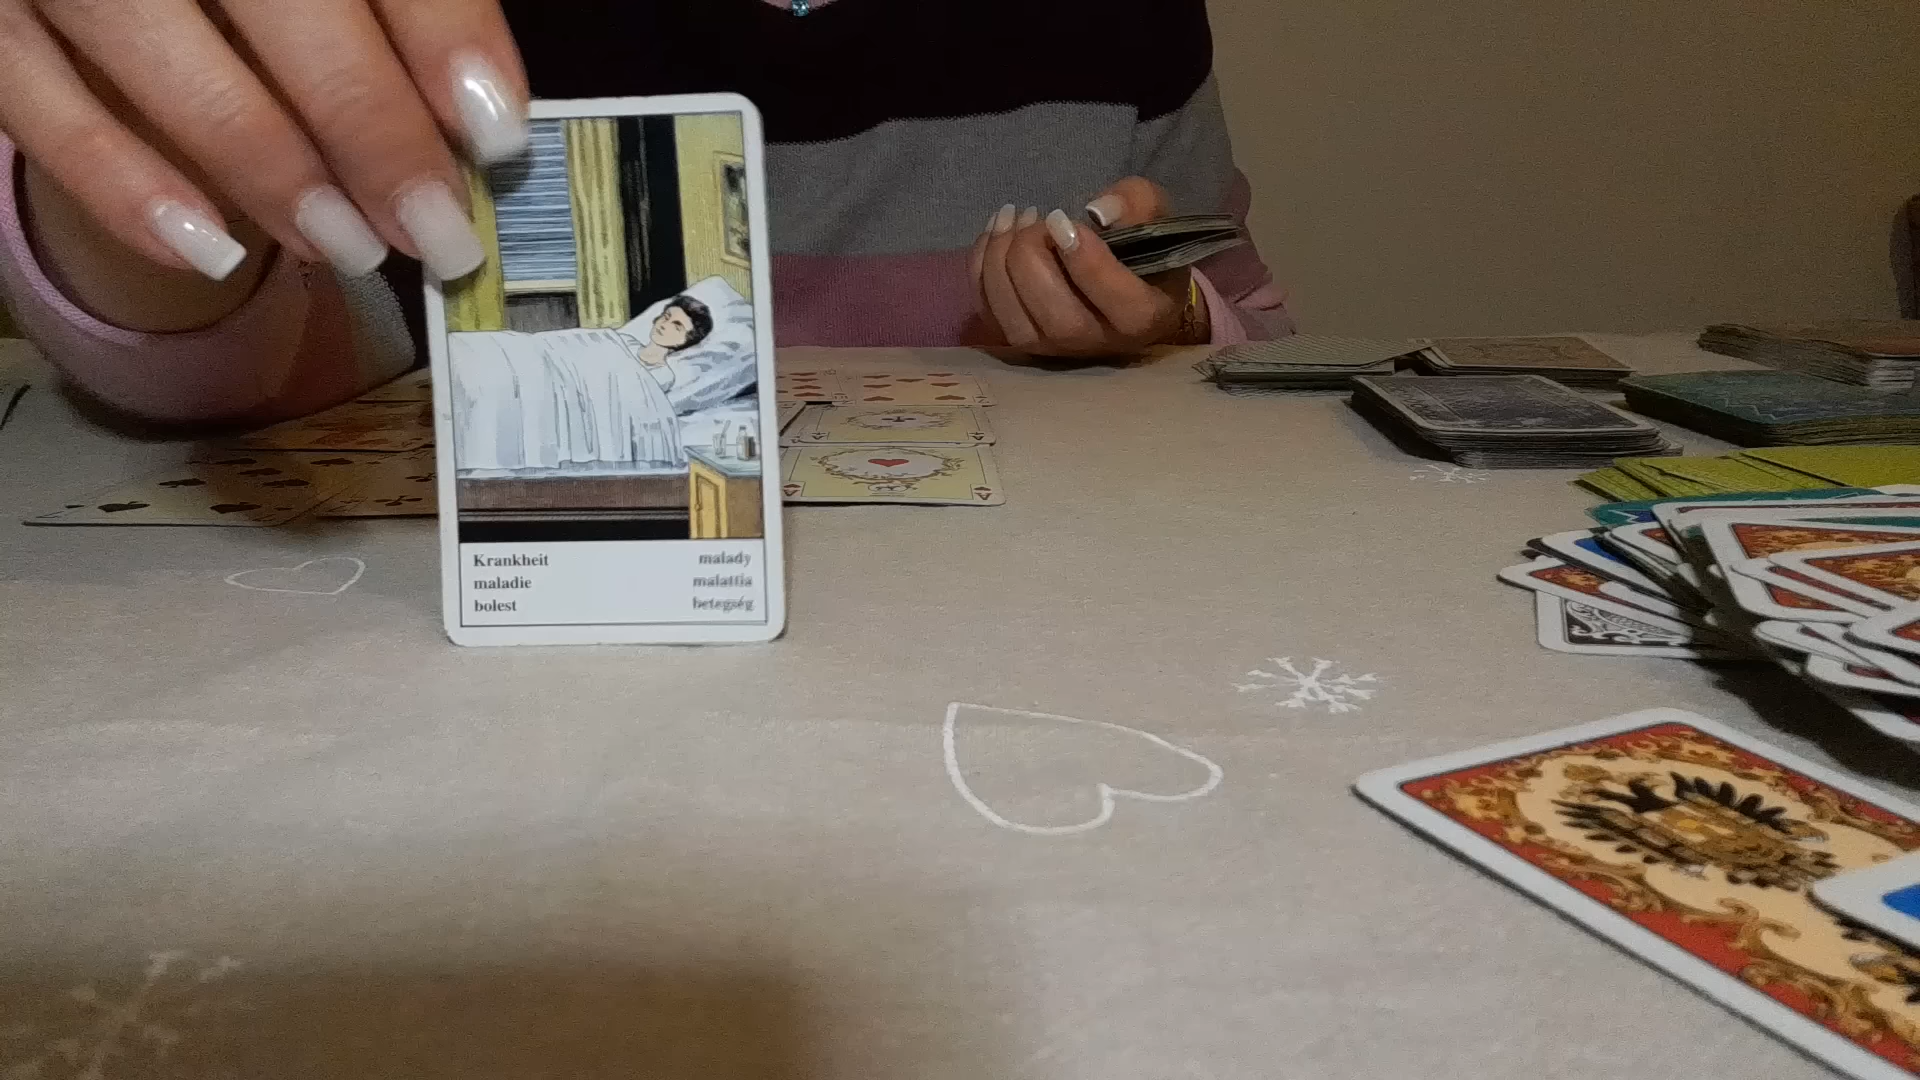 Krankheit malady
maladie malattia
bolest betegség